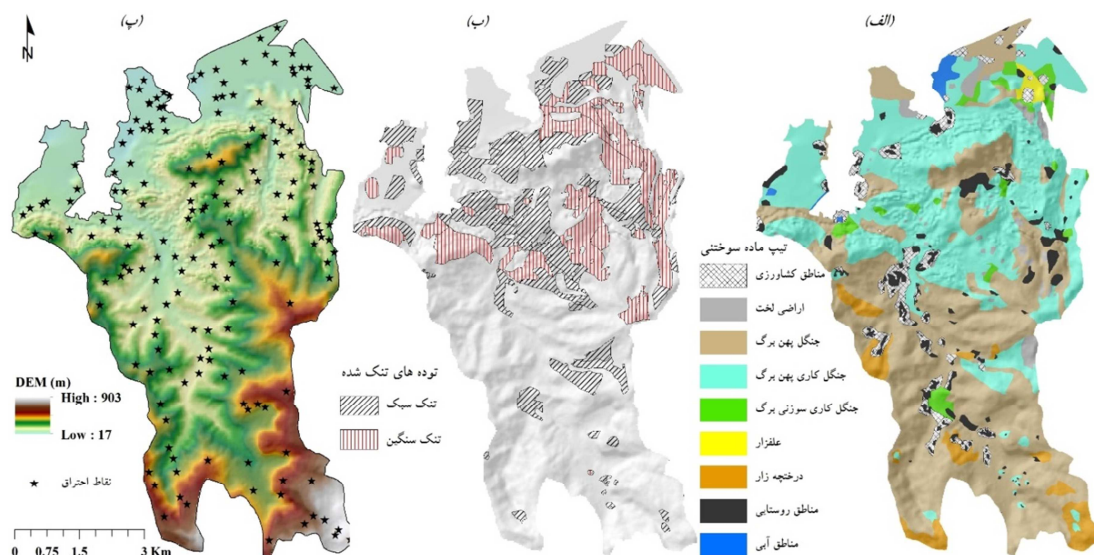 (الف)
(ب)
(پ)
N
تیپ ماده سوختنی
مناطق کشاورزی
اراضی لخت
جنگل پهن برگ
جنگل کاری پهن برگ
جنگل کاری سوزنی برگ
علفزار
درختچه زار
مناطق روستایی
مناطق آبی
توده های تنک شده
تنک سبک
تنک سنگین
DEM (m)
High : 903
Low : 17
نقاط احتراق
0 0.75 1.5 3 Km